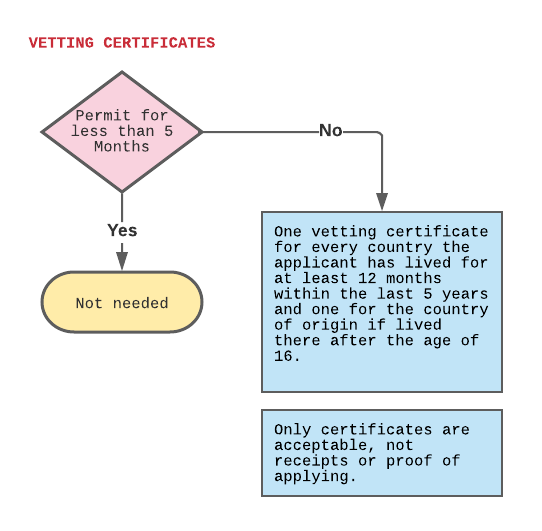 VETTING CERTIFICATES
Permit for
less than 5
Months
No
Yes
Not needed
One vetting certificate
for every country the
applicant has lived for
at least 12 months
within the last 5 years
and one for the country
of origin if lived
there after the age of
16.
Only certificates are
acceptable, not
receipts or proof of
applying.